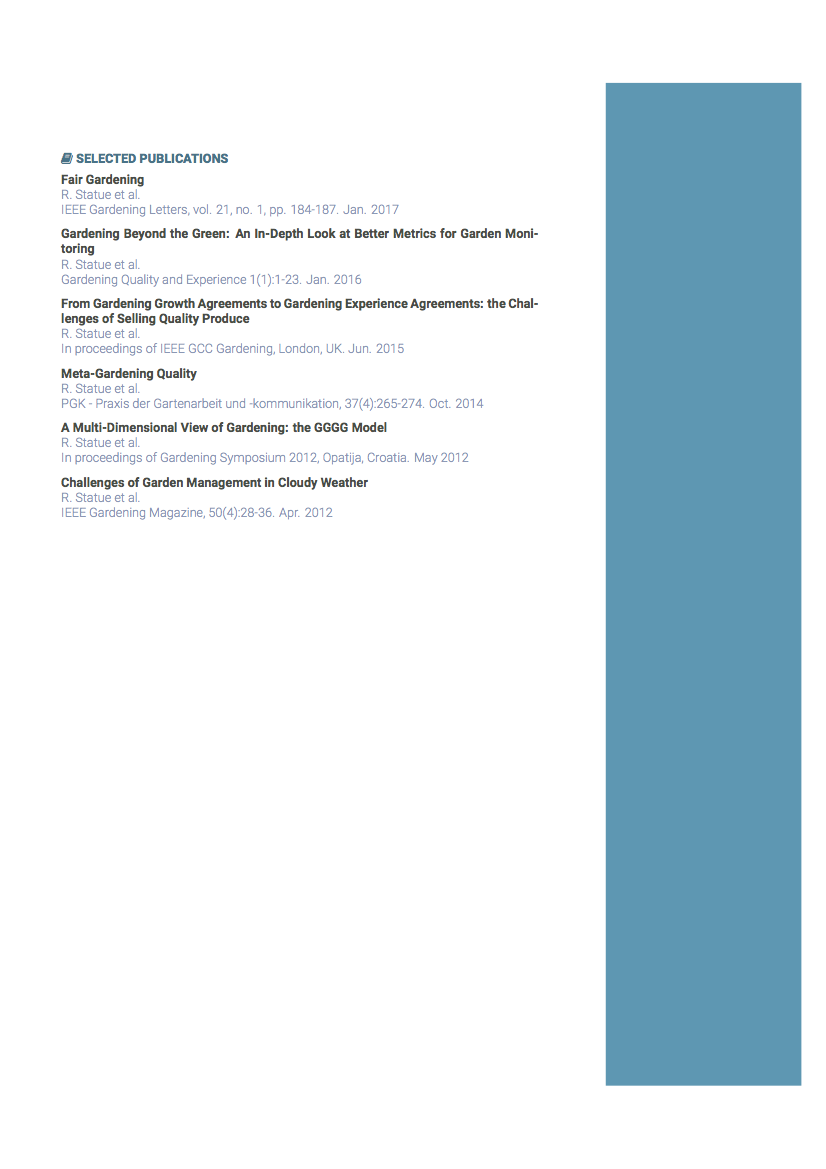 SELECTED PUBLICATIONS
Fair Gardening
R. Statue et al.
IEEE Gardening Letters, vol. 21, no. 1, pp. 184-187. Jan. 2017
Gardening Beyond the Green: An In-Depth Look at Better Metrics for Garden Moni-
toring
R. Statue et al.
Gardening Quality and Experience 1(1):1-23. Jan. 2016
From Gardening Growth Agreements to Gardening Experience Agreements: the Chal-
lenges of Selling Quality Produce
R. Statue et al.
In proceedings of IEEE GCC Gardening, London, UK. Jun. 2015
Meta-Gardening Quality
R. Statue et al.
PGK - Praxis der Gartenarbeit und -kommunikation, 37(4):265-274. Oct. 2014
A Multi-Dimensional View of Gardening: the GGGG Model
R. Statue et al.
In proceedings of Gardening Symposium 2012, Opatija, Croatia. May 2012
Challenges of Garden Management in Cloudy Weather
R. Statue et al.
IEEE Gardening Magazine, 50(4):28-36. Apr. 2012